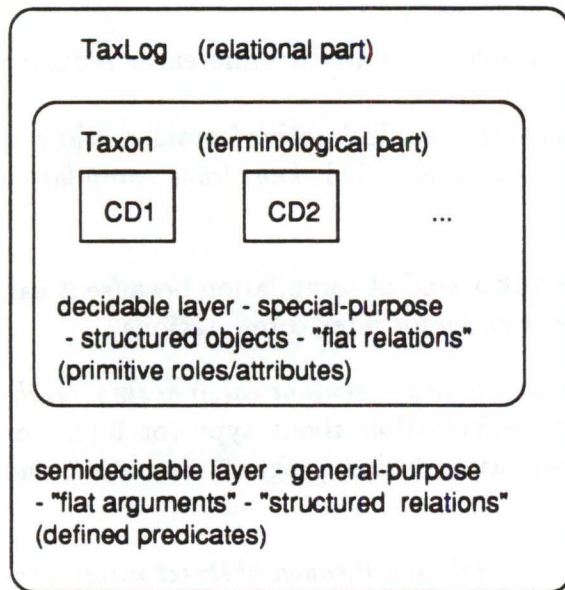 TaxLog (relational part)
Taxon (terminological part)
CD1 CD2 ...
decidable layer - special-purpose
- structured objects - "flat relations"
(primitive roles/attributes)
semidecidable layer - general-purpose
- "flat arguments" - "structured relations"
(defined predicates)